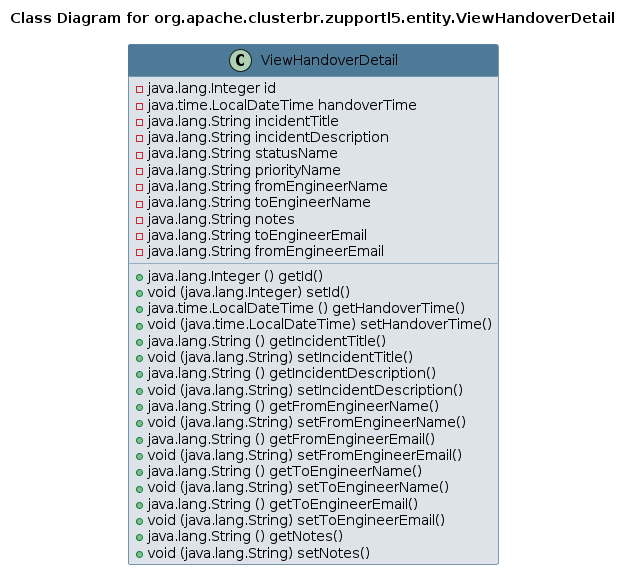 Class Diagram for org.apache.clusterbr.zupportl5.entity.ViewHandoverDetail
C ViewHandoverDetail
java.lang.Integer id
java.time.LocalDateTime handoverTime
java.lang.String incidentTitle
java.lang.String incidentDescription
java.lang.String statusName
java.lang.String priorityName
java.lang.String fromEngineerName
java.lang.String toEngineerName
java.lang.String notes
java.lang.String toEngineerEmail
java.lang.String fromEngineerEmail
java.lang.Integer () getId()
void (java.lang.Integer) setId()
java.time.LocalDateTime () getHandoverTime()
void (java.time.LocalDateTime) setHandoverTime()
java.lang.String () getIncidentTitle()
void (java.lang.String) setIncidentTitle()
java.lang.String () getIncidentDescription()
void (java.lang.String) setIncidentDescription()
java.lang.String () getFromEngineerName()
void (java.lang.String) setFromEngineerName()
java.lang.String () getFromEngineerEmail()
void (java.lang.String) setFromEngineerEmail()
java.lang.String () getToEngineerName()
void (java.lang.String) setToEngineerName()
java.lang.String () getToEngineerEmail()
void (java.lang.String) setToEngineerEmail()
java.lang.String () getNotes()
void (java.lang.String) setNotes()